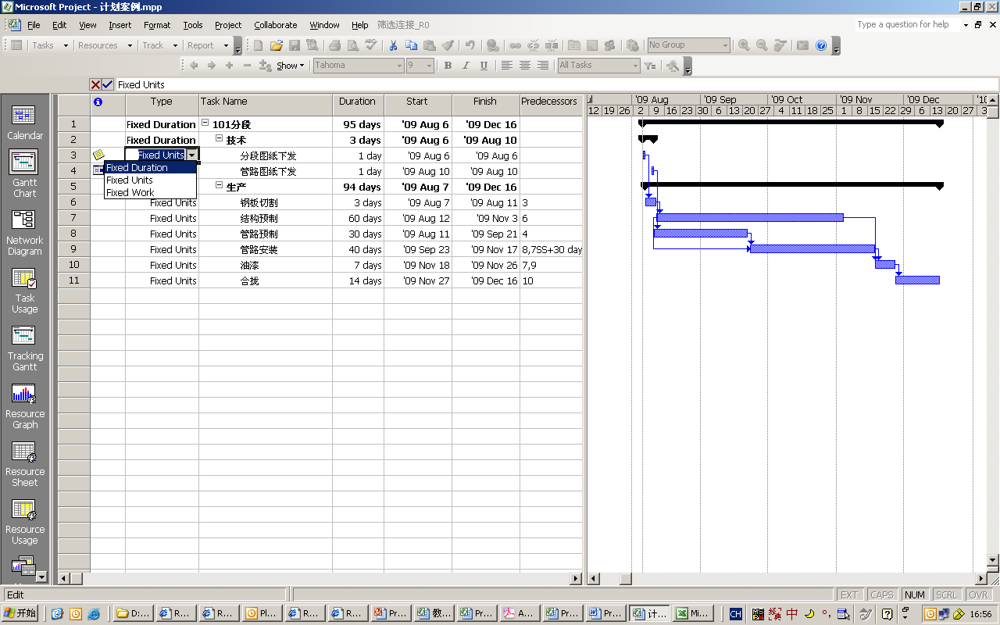 Microsoft Project - 计划案例.mpp
File Edit View Insert Format Tools Project Collaborate Window Help 筛选连接_R0 Type a question for help
Tasks Resources Track Report No Group
Show Tahoma 9 B I U All Tasks
Fixed Units
Type Task Name Duration Start Finish Predecessors
ul '09 Aug '09 Sep '09 Oct '09 Nov '09 Dec '10
12 19 26 2 9 16 23 30 6 13 20 27 4 11 18 25 1 8 15 22 29 6 13 20 27 3
1 Fixed Duration 101分段 95 days '09 Aug 6 '09 Dec 16
2 Fixed Duration 技术 3 days '09 Aug 6 '09 Aug 10
3 Fixed Units 分段图纸下发 1 day '09 Aug 6 '09 Aug 6
4 管路图纸下发 1 day '09 Aug 10 '09 Aug 10
Fixed Duration
Fixed Units
Fixed Work
5 生产 94 days '09 Aug 7 '09 Dec 16
6 Fixed Units 钢板切割 3 days '09 Aug 7 '09 Aug 11 3
7 Fixed Units 结构预制 60 days '09 Aug 12 '09 Nov 3 6
8 Fixed Units 管路预制 30 days '09 Aug 11 '09 Sep 21 4
9 Fixed Units 管路安装 40 days '09 Sep 23 '09 Nov 17 8,7SS+30 day
10 Fixed Units 油漆 7 days '09 Nov 18 '09 Nov 26 7,9
11 Fixed Units 合拢 14 days '09 Nov 27 '09 Dec 16 10
Calendar
Gantt
Chart
Network
Diagram
Task
Usage
Tracking
Gantt
Resource
Graph
Resource
Sheet
Resource
Usage
Edit EXT CAPS NUM SCRL OVR
开始 D:... R... R... Pl... R... R... Pr... 教... Pr... A... Pr... Pr... 计... Mi... CH 中 16:56